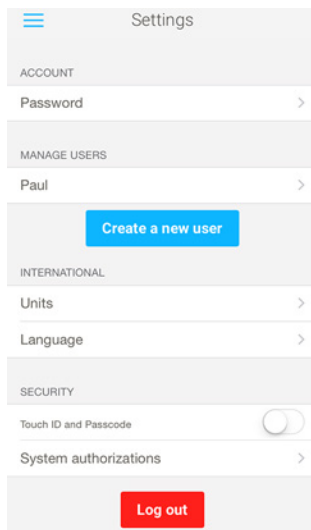 Settings
ACCOUNT
Password
MANAGE USERS
Paul
Create a new user
INTERNATIONAL
Units
Language
SECURITY
Touch ID and Passcode
System authorizations
Log out